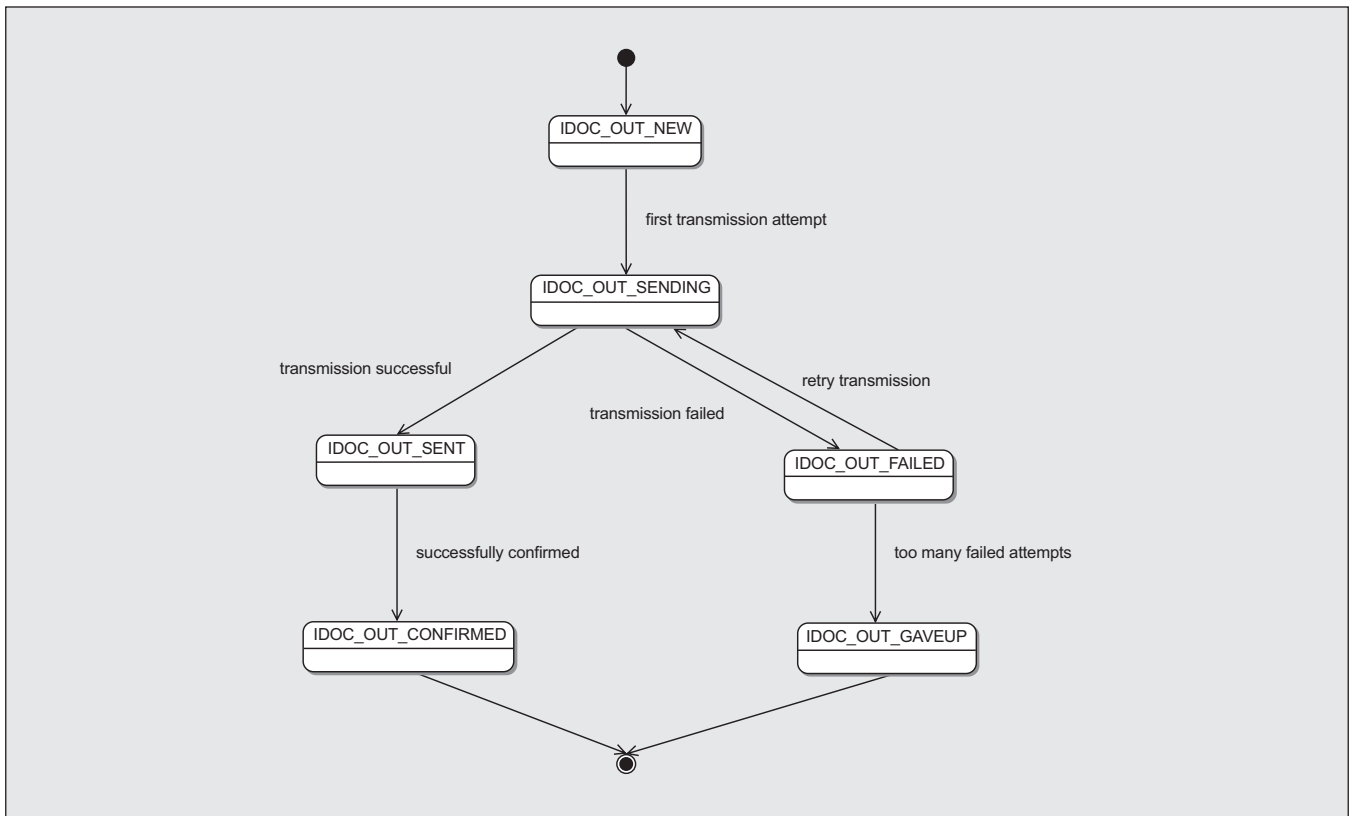 IDOC_OUT_NEW
first transmission attempt
IDOC_OUT_SENDING
transmission successful
retry transmission
transmission failed
IDOC_OUT_SENT
IDOC_OUT_FAILED
successfully confirmed
too many failed attempts
IDOC_OUT_CONFIRMED
IDOC_OUT_GAVEUP